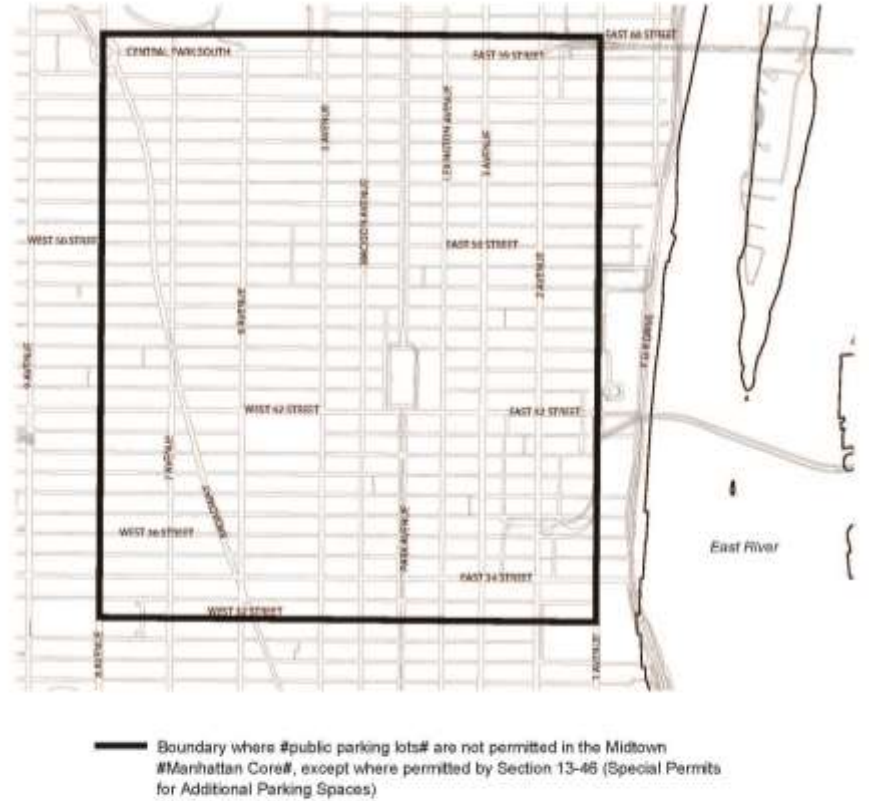 EAST 60 STREET
CENTRAL PARK SOUTH
EAST 59 STREET
5 AVENUE
LEXINGTON AVENUE
3 AVENUE
MADISON AVENUE
WEST 50 STREET
EAST 50 STREET
2 AVENUE
6 AVENUE
F D R DRIVE
9 AVENUE
WEST 42 STREET
EAST 42 STREET
7 AVENUE
BROADWAY
PARK AVENUE
WEST 36 STREET
East River
EAST 34 STREET
WEST 32 STREET
8 AVENUE
1 AVENUE
Boundary where #public parking lots# are not permitted in the Midtown
#Manhattan Core#, except where permitted by Section 13-46 (Special Permits
for Additional Parking Spaces)